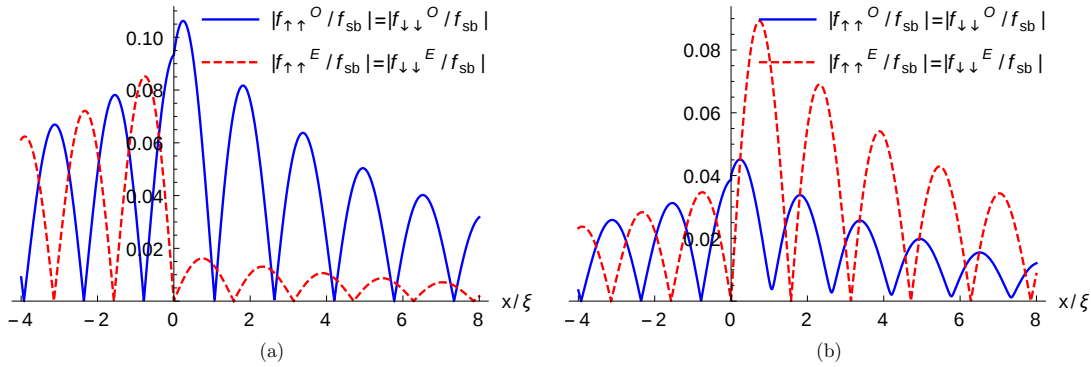 |f↑↑^O / f_sb| = |f↓↓^O / f_sb|
|f↑↑^E / f_sb| = |f↓↓^E / f_sb|
0.10
0.08
0.06
0.04
0.02
−4 −2 0 2 4 6 8 x/ξ
(a)
|f↑↑^O / f_sb| = |f↓↓^O / f_sb|
|f↑↑^E / f_sb| = |f↓↓^E / f_sb|
0.08
0.06
0.04
0.02
−4 −2 0 2 4 6 8 x/ξ
(b)